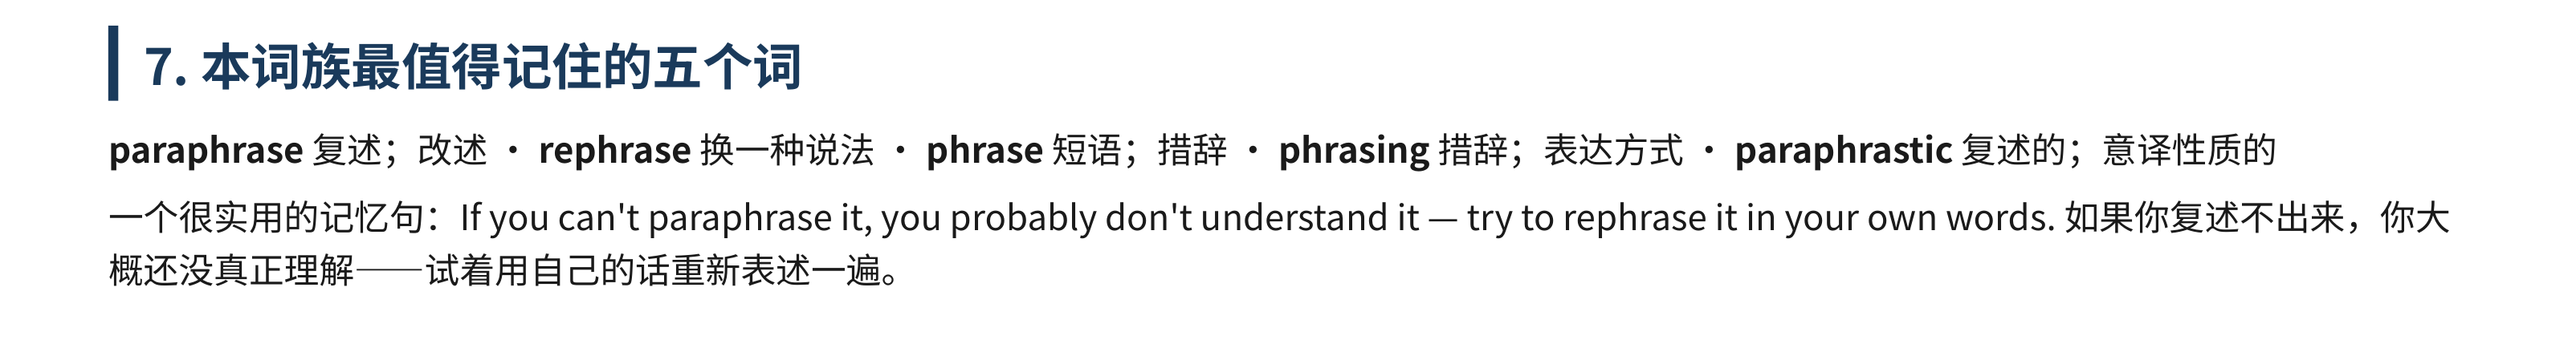 7. 本词族最值得记住的五个词
paraphrase 复述；改述 · rephrase 换一种说法 · phrase 短语；措辞 · phrasing 措辞；表达方式 · paraphrastic 复述的；意译性质的
一个很实用的记忆句：If you can't paraphrase it, you probably don't understand it — try to rephrase it in your own words. 如果你复述不出来，你大
概还没真正理解——试着用自己的话重新表述一遍。